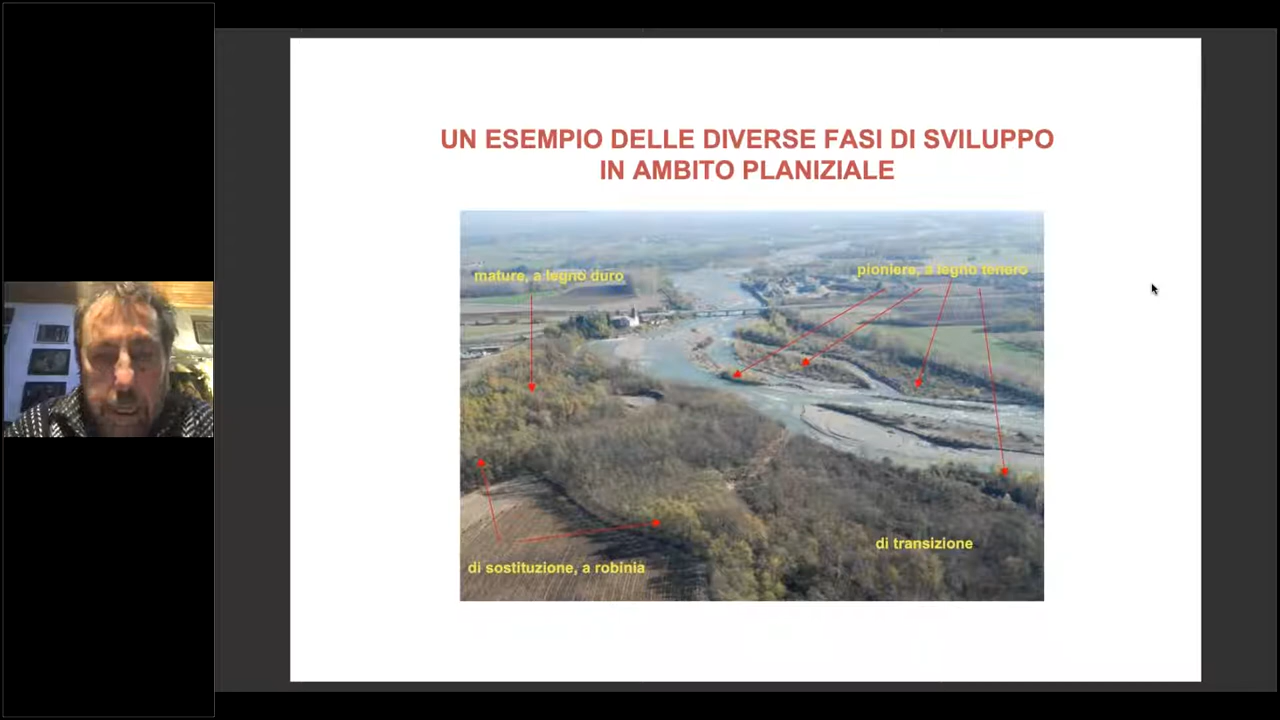 UN ESEMPIO DELLE DIVERSE FASI DI SVILUPPO
IN AMBITO PLANIZIALE
mature, a legno duro
pioniere, a legno tenero
di transizione
di sostituzione, a robinia